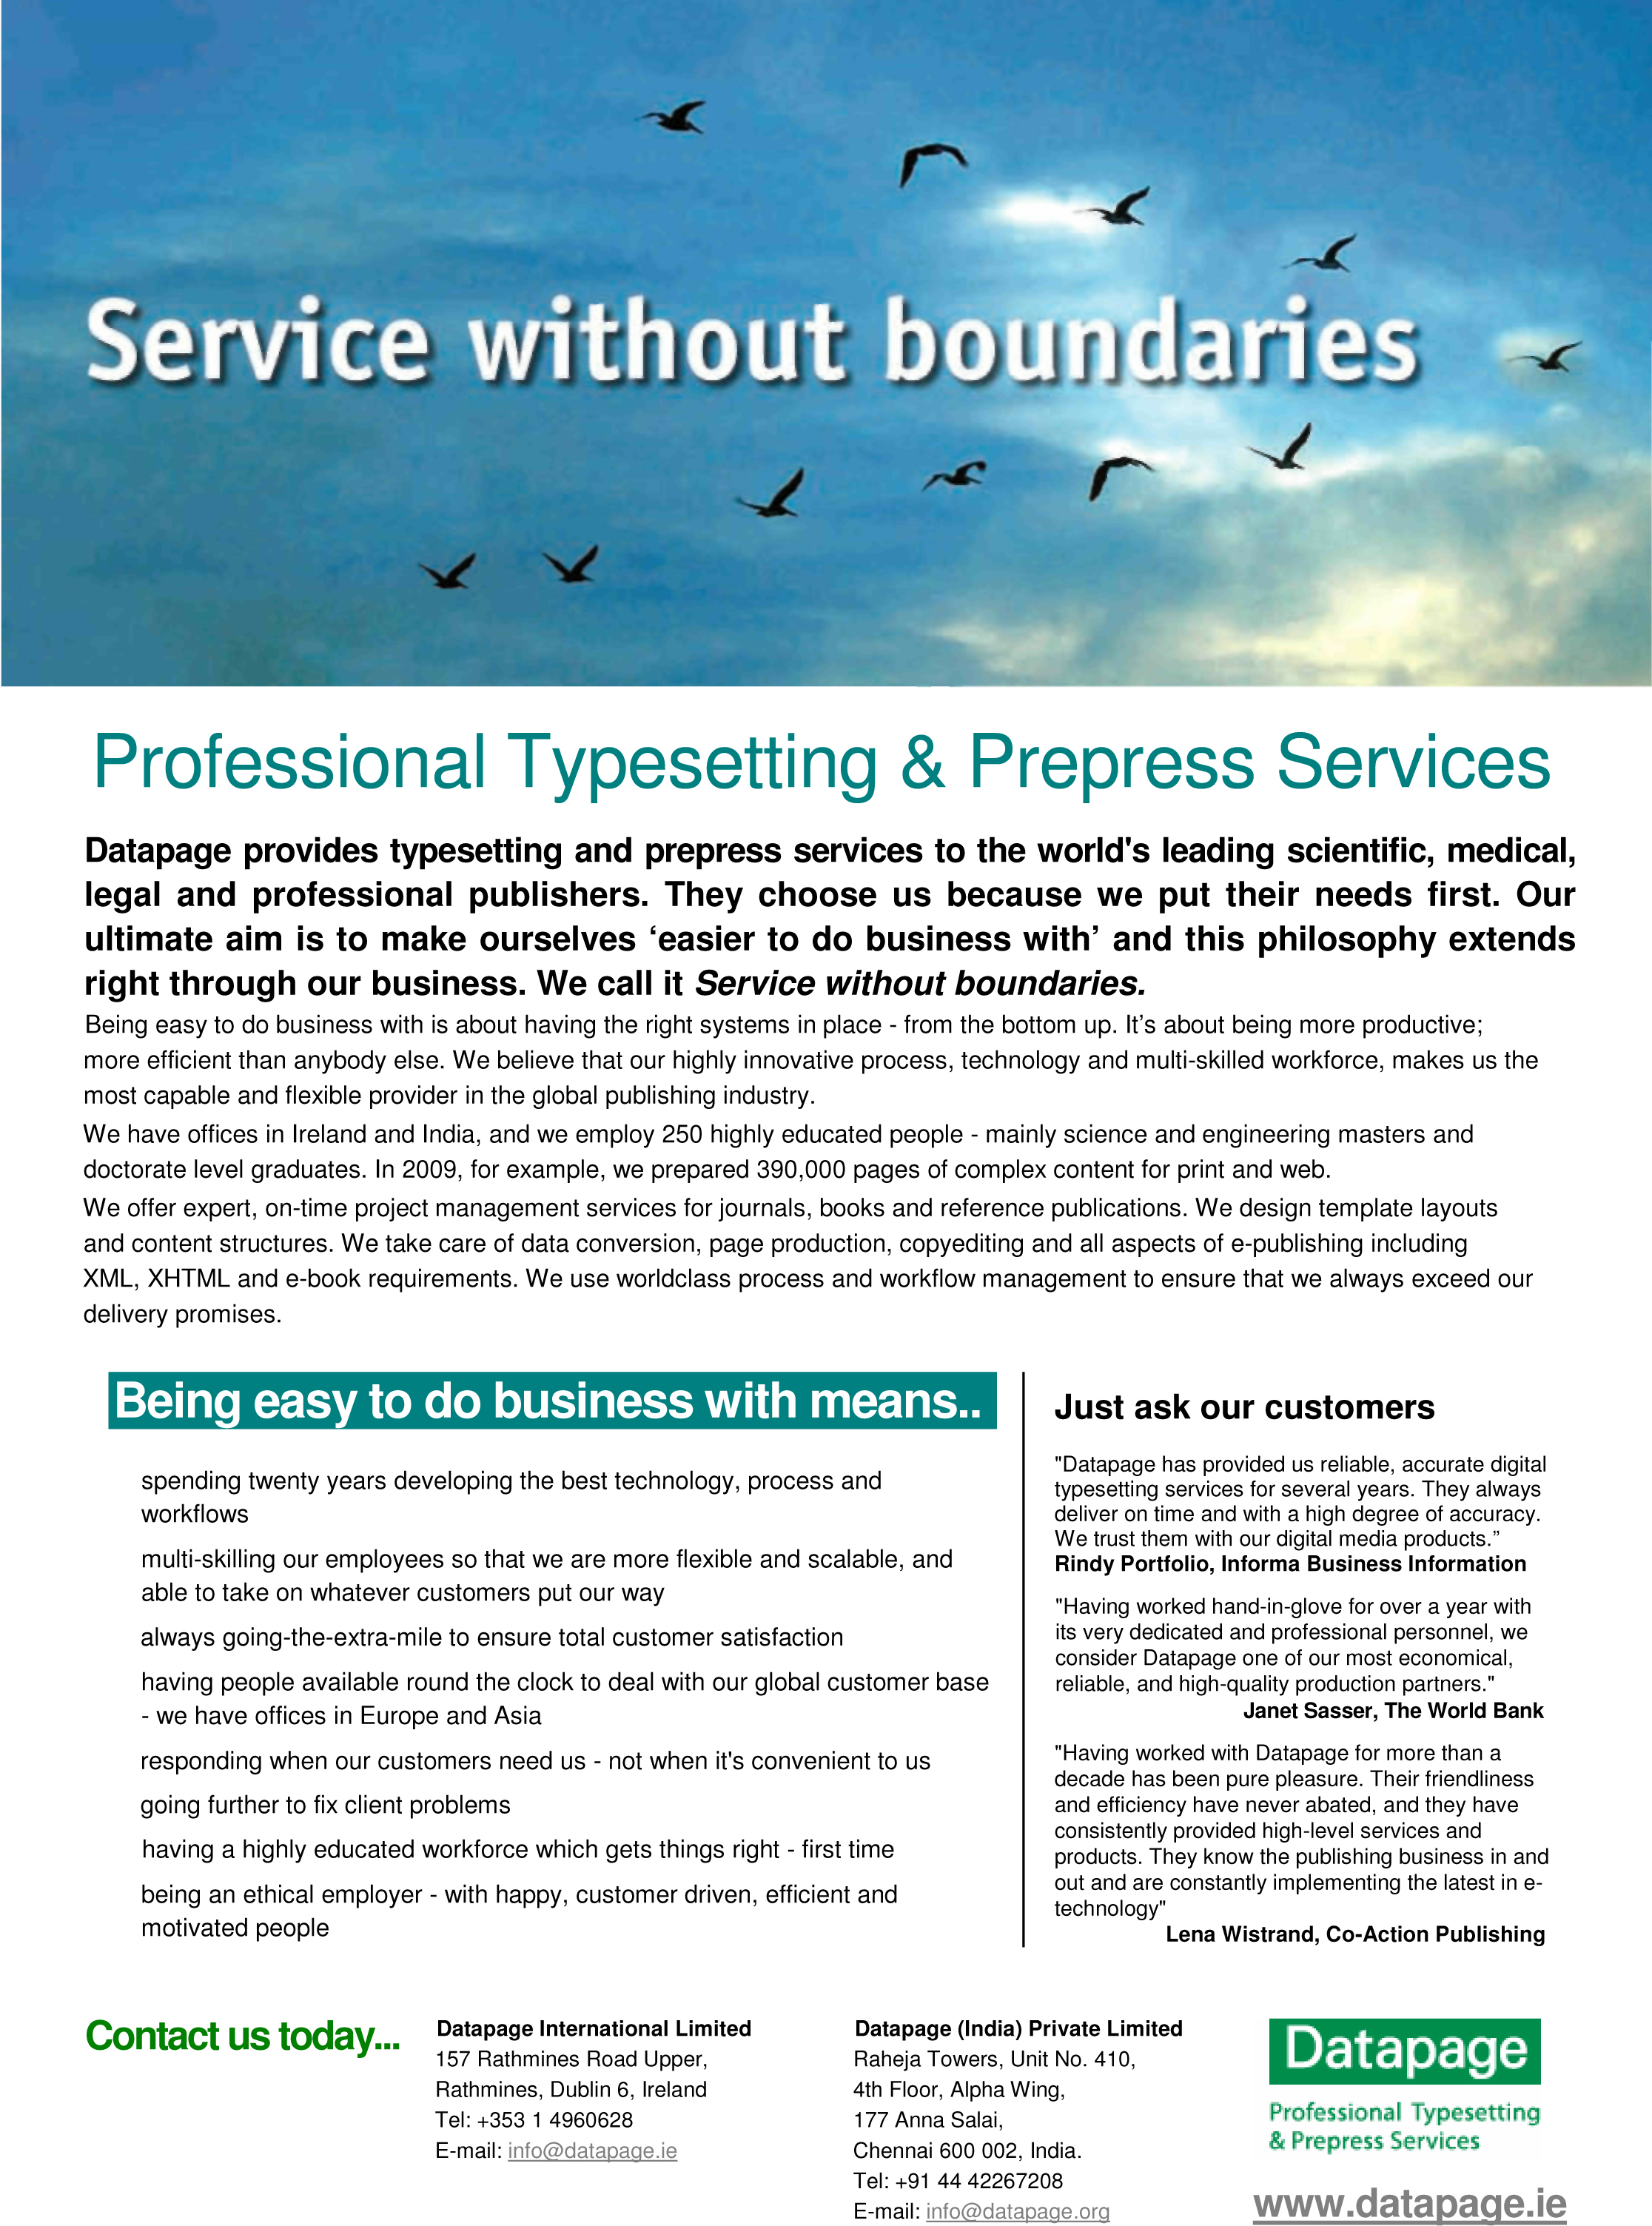 Service without boundaries
Professional Typesetting & Prepress Services
Datapage provides typesetting and prepress services to the world's leading scientific, medical,
legal and professional publishers. They choose us because we put their needs first. Our
ultimate aim is to make ourselves ‘easier to do business with’ and this philosophy extends
right through our business. We call it Service without boundaries.
Being easy to do business with is about having the right systems in place - from the bottom up. It’s about being more productive;
more efficient than anybody else. We believe that our highly innovative process, technology and multi-skilled workforce, makes us the
most capable and flexible provider in the global publishing industry.
We have offices in Ireland and India, and we employ 250 highly educated people - mainly science and engineering masters and
doctorate level graduates. In 2009, for example, we prepared 390,000 pages of complex content for print and web.
We offer expert, on-time project management services for journals, books and reference publications. We design template layouts
and content structures. We take care of data conversion, page production, copyediting and all aspects of e-publishing including
XML, XHTML and e-book requirements. We use worldclass process and workflow management to ensure that we always exceed our
delivery promises.
Being easy to do business with means..
spending twenty years developing the best technology, process and
workflows
multi-skilling our employees so that we are more flexible and scalable, and
able to take on whatever customers put our way
always going-the-extra-mile to ensure total customer satisfaction
having people available round the clock to deal with our global customer base
- we have offices in Europe and Asia
responding when our customers need us - not when it's convenient to us
going further to fix client problems
having a highly educated workforce which gets things right - first time
being an ethical employer - with happy, customer driven, efficient and
motivated people
Just ask our customers
"Datapage has provided us reliable, accurate digital
typesetting services for several years. They always
deliver on time and with a high degree of accuracy.
We trust them with our digital media products.”
Rindy Portfolio, Informa Business Information
"Having worked hand-in-glove for over a year with
its very dedicated and professional personnel, we
consider Datapage one of our most economical,
reliable, and high-quality production partners."
Janet Sasser, The World Bank
"Having worked with Datapage for more than a
decade has been pure pleasure. Their friendliness
and efficiency have never abated, and they have
consistently provided high-level services and
products. They know the publishing business in and
out and are constantly implementing the latest in e-
technology"
Lena Wistrand, Co-Action Publishing
Contact us today...
Datapage International Limited
157 Rathmines Road Upper,
Rathmines, Dublin 6, Ireland
Tel: +353 1 4960628
E-mail: info@datapage.ie
Datapage (India) Private Limited
Raheja Towers, Unit No. 410,
4th Floor, Alpha Wing,
177 Anna Salai,
Chennai 600 002, India.
Tel: +91 44 42267208
E-mail: info@datapage.org
Datapage
Professional Typesetting
& Prepress Services
www.datapage.ie